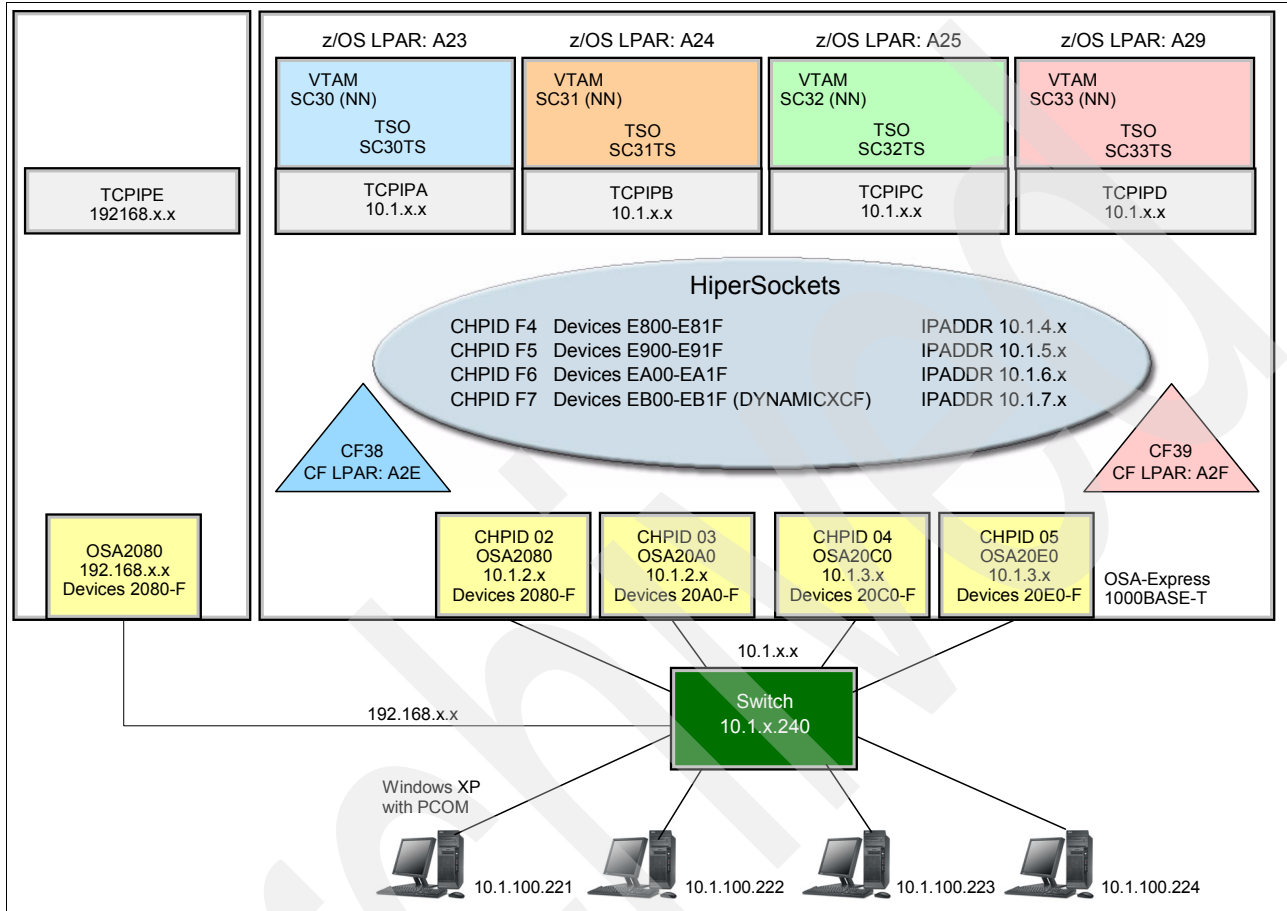 z/OS LPAR: A23
z/OS LPAR: A24
z/OS LPAR: A25
z/OS LPAR: A29
VTAM
SC30 (NN)
TSO
SC30TS
VTAM
SC31 (NN)
TSO
SC31TS
VTAM
SC32 (NN)
TSO
SC32TS
VTAM
SC33 (NN)
TSO
SC33TS
TCPIPE
192168.x.x
TCPIPA
10.1.x.x
TCPIPB
10.1.x.x
TCPIPC
10.1.x.x
TCPIPD
10.1.x.x
HiperSockets
CHPID F4 Devices E800-E81F IPADDR 10.1.4.x
CHPID F5 Devices E900-E91F IPADDR 10.1.5.x
CHPID F6 Devices EA00-EA1F IPADDR 10.1.6.x
CHPID F7 Devices EB00-EB1F (DYNAMICXCF) IPADDR 10.1.7.x
CF38
CF LPAR: A2E
CF39
CF LPAR: A2F
OSA2080
192.168.x.x
Devices 2080-F
CHPID 02
OSA2080
10.1.2.x
Devices 2080-F
CHPID 03
OSA20A0
10.1.2.x
Devices 20A0-F
CHPID 04
OSA20C0
10.1.3.x
Devices 20C0-F
CHPID 05
OSA20E0
10.1.3.x
Devices 20E0-F
OSA-Express
1000BASE-T
10.1.x.x
192.168.x.x
Switch
10.1.x.240
Windows XP
with PCOM
10.1.100.221
10.1.100.222
10.1.100.223
10.1.100.224